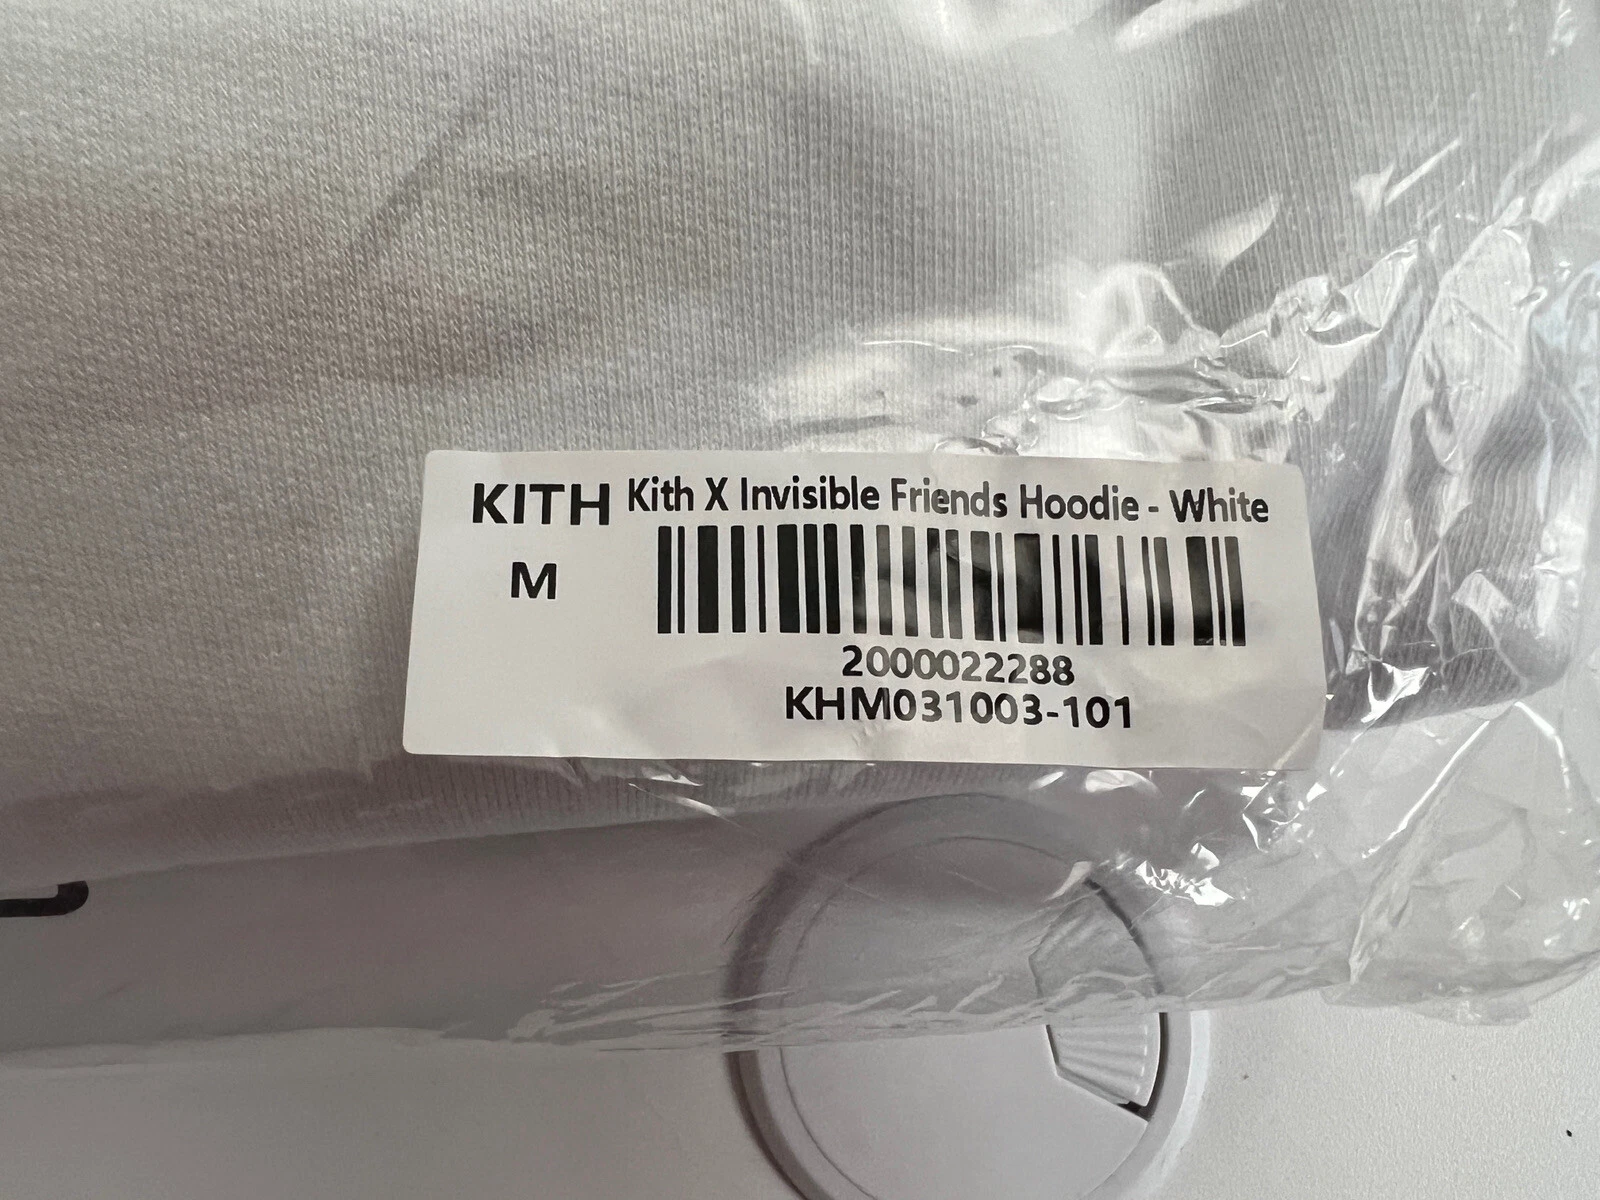 KITH Kith X Invisible Friends Hoodie - White
M
2000022288
KHM031003-101